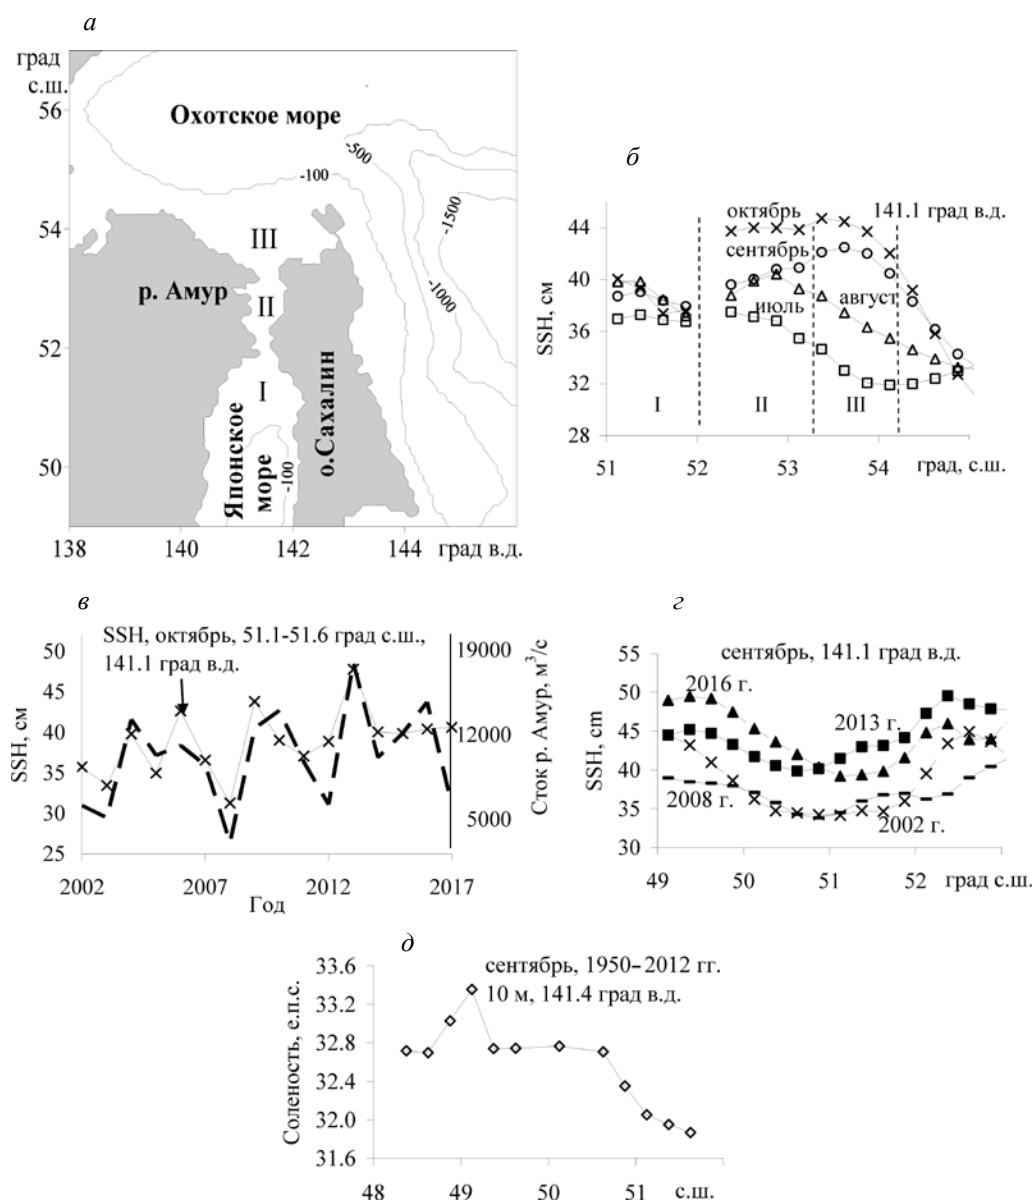 а
град
с.ш.
56
54
52
50
138
140
142
144
град в.д.
Охотское море
-500
-100
-1500
-1000
III
р. Амур
II
I
Японское
море
-100
о.Сахалин
б
SSH, см
44
40
36
32
28
октябрь
141.1 град в.д.
сентябрь
август
июль
I
II
III
51
52
53
54
град, с.ш.
в
SSH, октябрь, 51.1-51.6 град с.ш.,
141.1 град в.д.
SSH, см
50
45
40
35
30
25
19000
12000
5000
Сток р. Амур, м³/с
2002
2007
2012
2017
Год
г
сентябрь, 141.1 град в.д.
SSH, cm
55
50
45
40
35
30
2016 г.
2013 г.
2008 г.
2002 г.
49
50
51
52
град с.ш.
д
сентябрь, 1950–2012 гг.
10 м, 141.4 град в.д.
Соленость, е.п.с.
33.6
33.2
32.8
32.4
32.0
31.6
48
49
50
51
с.ш.